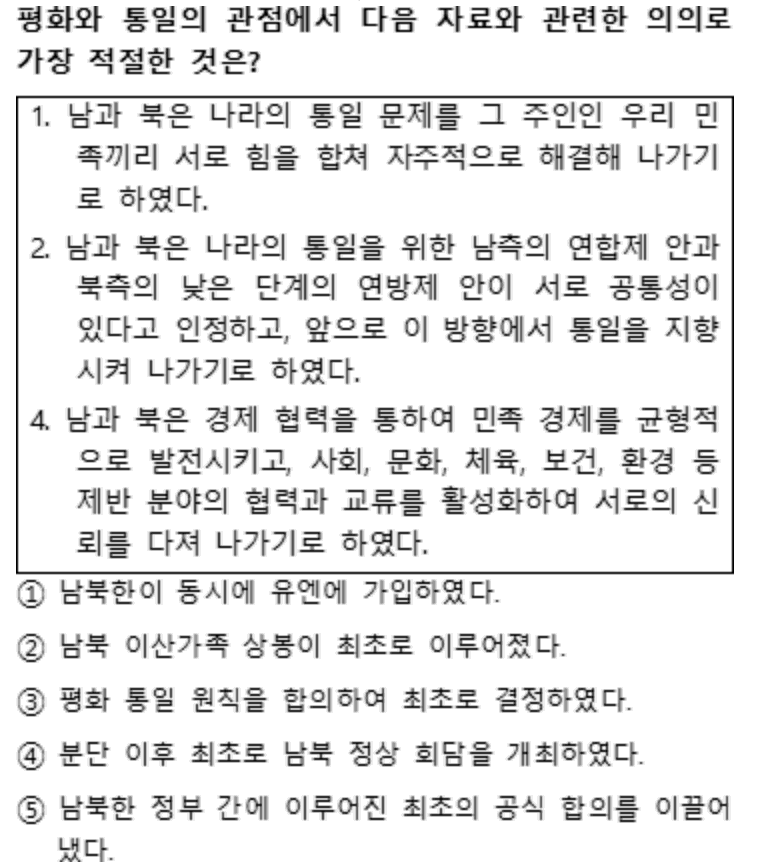 평화와 통일의 관점에서 다음 자료와 관련한 의의로
가장 적절한 것은?
1. 남과 북은 나라의 통일 문제를 그 주인인 우리 민
족끼리 서로 힘을 합쳐 자주적으로 해결해 나가기
로 하였다.
2. 남과 북은 나라의 통일을 위한 남측의 연합제 안과
북측의 낮은 단계의 연방제 안이 서로 공통성이
있다고 인정하고, 앞으로 이 방향에서 통일을 지향
시켜 나가기로 하였다.
4. 남과 북은 경제 협력을 통하여 민족 경제를 균형적
으로 발전시키고, 사회, 문화, 체육, 보건, 환경 등
제반 분야의 협력과 교류를 활성화하여 서로의 신
뢰를 다져 나가기로 하였다.
① 남북한이 동시에 유엔에 가입하였다.
② 남북 이산가족 상봉이 최초로 이루어졌다.
③ 평화 통일 원칙을 합의하여 최초로 결정하였다.
④ 분단 이후 최초로 남북 정상 회담을 개최하였다.
⑤ 남북한 정부 간에 이루어진 최초의 공식 합의를 이끌어
냈다.